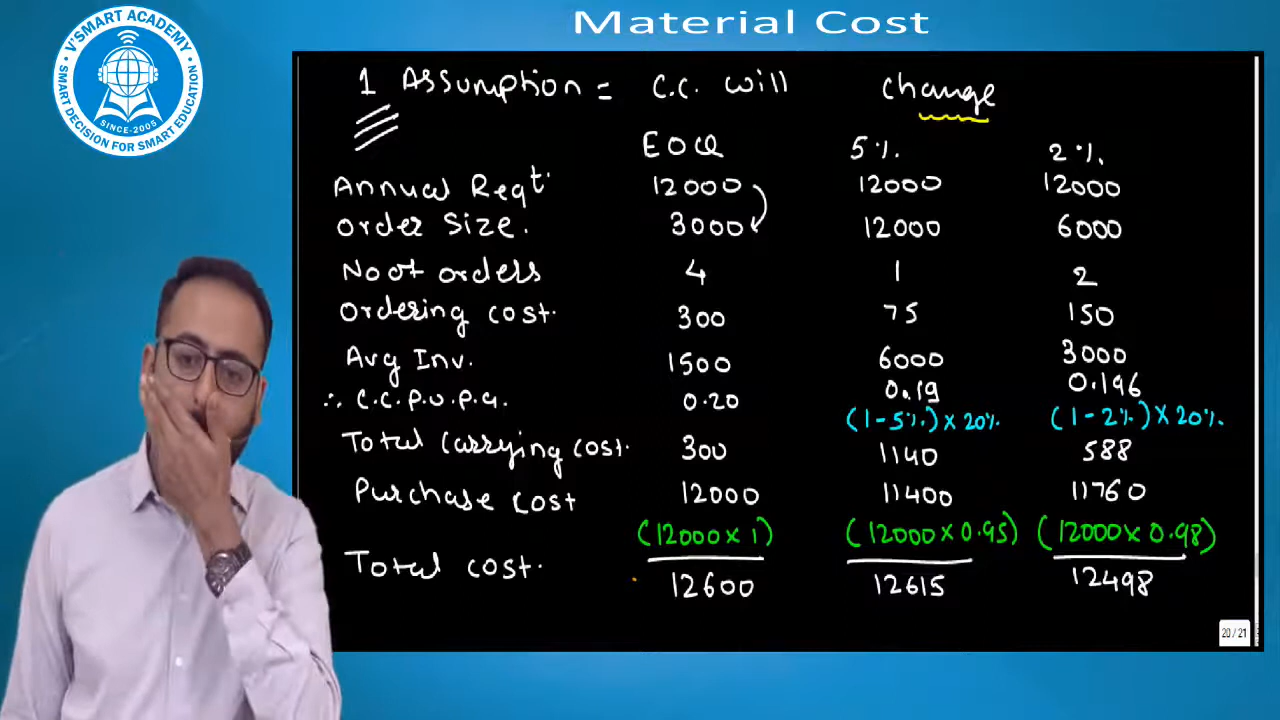 Material Cost
V'SMART ACADEMY
SINCE-2005
SMART DECISION FOR SMART EDUCATION
1 Assumption = C.C. will change
EOQ 5%. 2%.
Annual Reqt. 12000 12000 12000
Order Size. 3000 12000 6000
No of orders 4 1 2
Ordering cost. 300 75 150
Avg Inv. 1500 6000 3000
∴ C.C.p.u.p.a. 0.20 0.19 0.196
(1-5%)×20%. (1-2%)×20%.
Total Carrying cost. 300 1140 588
Purchase Cost 12000 11400 11760
(12000×1) (12000×0.95) (12000×0.98)
Total cost. 12600 12615 12498
20 / 21